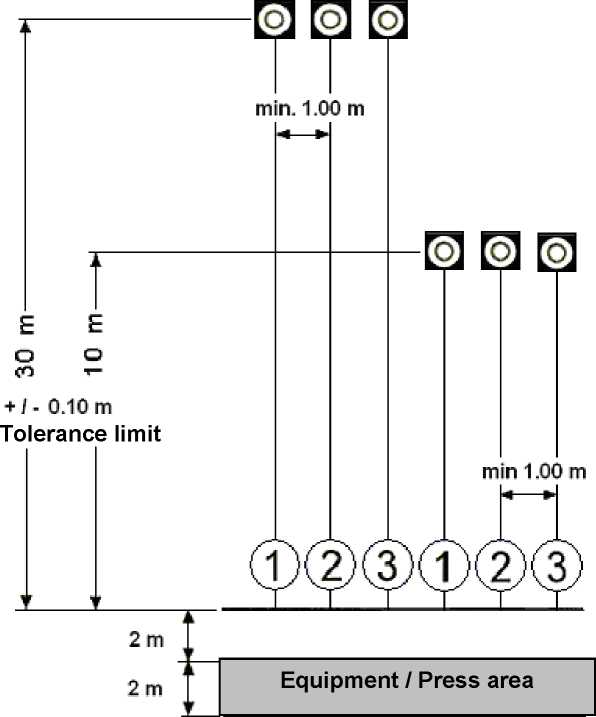 min. 1.00 m
30 m
10 m
+ / - 0.10 m
Tolerance limit
min 1.00 m
1 2 3 1 2 3
2 m
2 m
Equipment / Press area